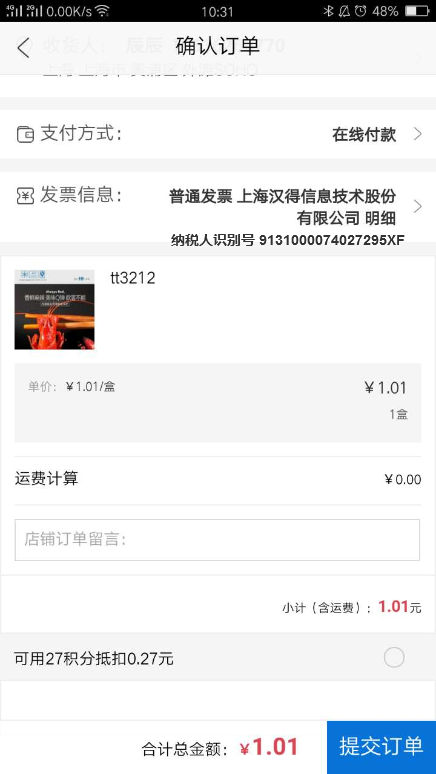 4G 2G 0.00K/s 10:31 48%
收货人： 辰辰
确认订单
支付方式： 在线付款
发票信息： 普通发票 上海汉得信息技术股份
有限公司 明细
纳税人识别号 9131000074027295XF
tt3212
单价：￥1.01/盒 ￥1.01
1盒
运费计算 ￥0.00
店铺订单留言：
小计（含运费）：1.01元
可用27积分抵扣0.27元
合计总金额：￥1.01 提交订单